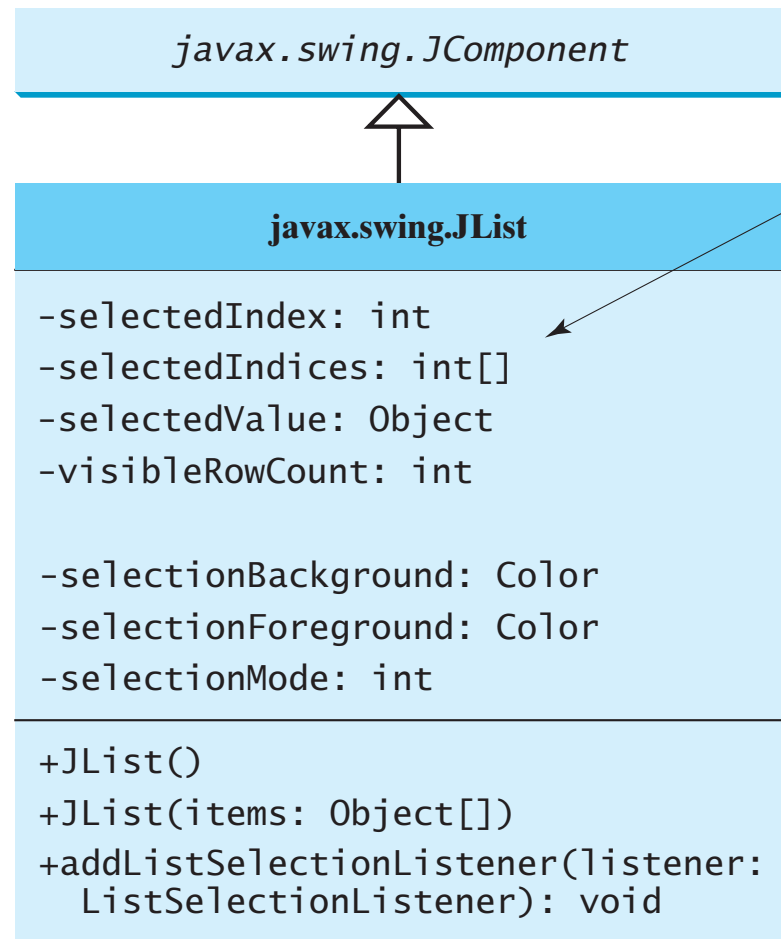 javax.swing.JComponent
javax.swing.JList
-selectedIndex: int
-selectedIndices: int[]
-selectedValue: Object
-visibleRowCount: int
-selectionBackground: Color
-selectionForeground: Color
-selectionMode: int
+JList()
+JList(items: Object[])
+addListSelectionListener(listener:
ListSelectionListener): void